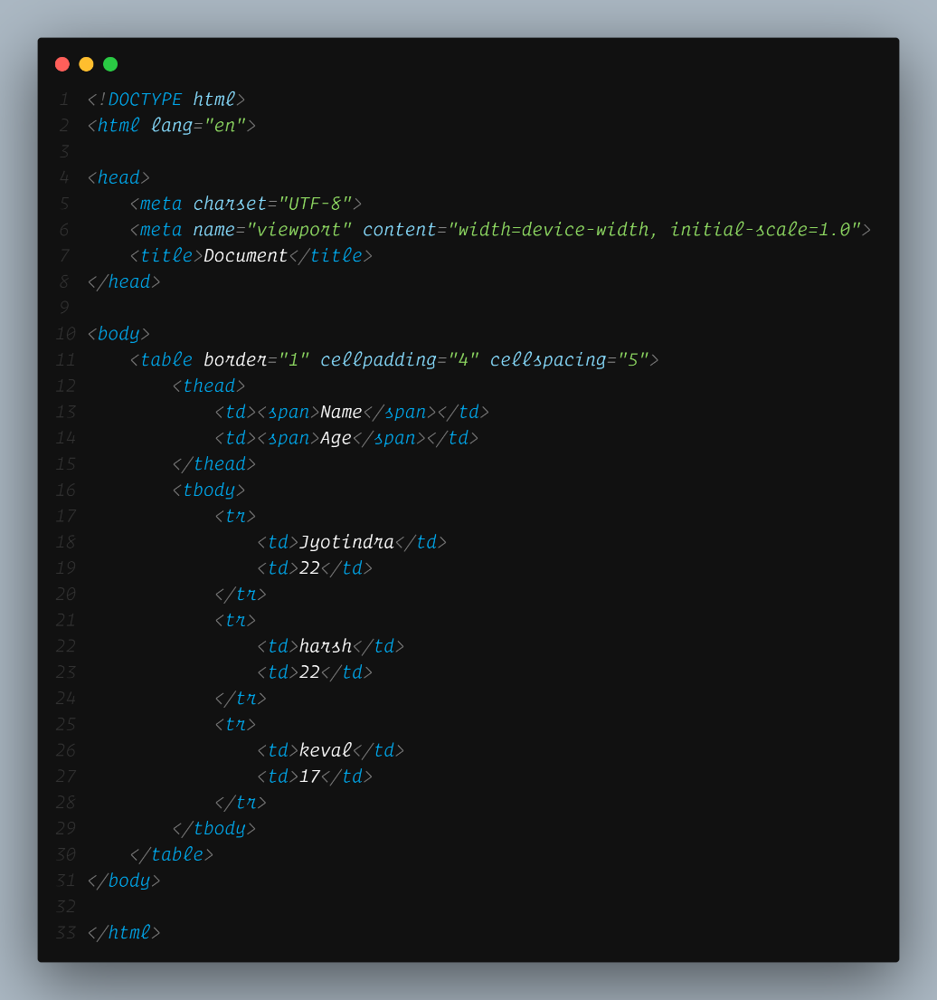 1 <!DOCTYPE html>
2 <html lang="en">
3
4 <head>
5     <meta charset="UTF-8">
6     <meta name="viewport" content="width=device-width, initial-scale=1.0">
7     <title>Document</title>
8 </head>
9
10 <body>
11     <table border="1" cellpadding="4" cellspacing="5">
12         <thead>
13             <td><span>Name</span></td>
14             <td><span>Age</span></td>
15         </thead>
16         <tbody>
17             <tr>
18                 <td>Jyotindra</td>
19                 <td>22</td>
20             </tr>
21             <tr>
22                 <td>harsh</td>
23                 <td>22</td>
24             </tr>
25             <tr>
26                 <td>keval</td>
27                 <td>17</td>
28             </tr>
29         </tbody>
30     </table>
31 </body>
32
33 </html>